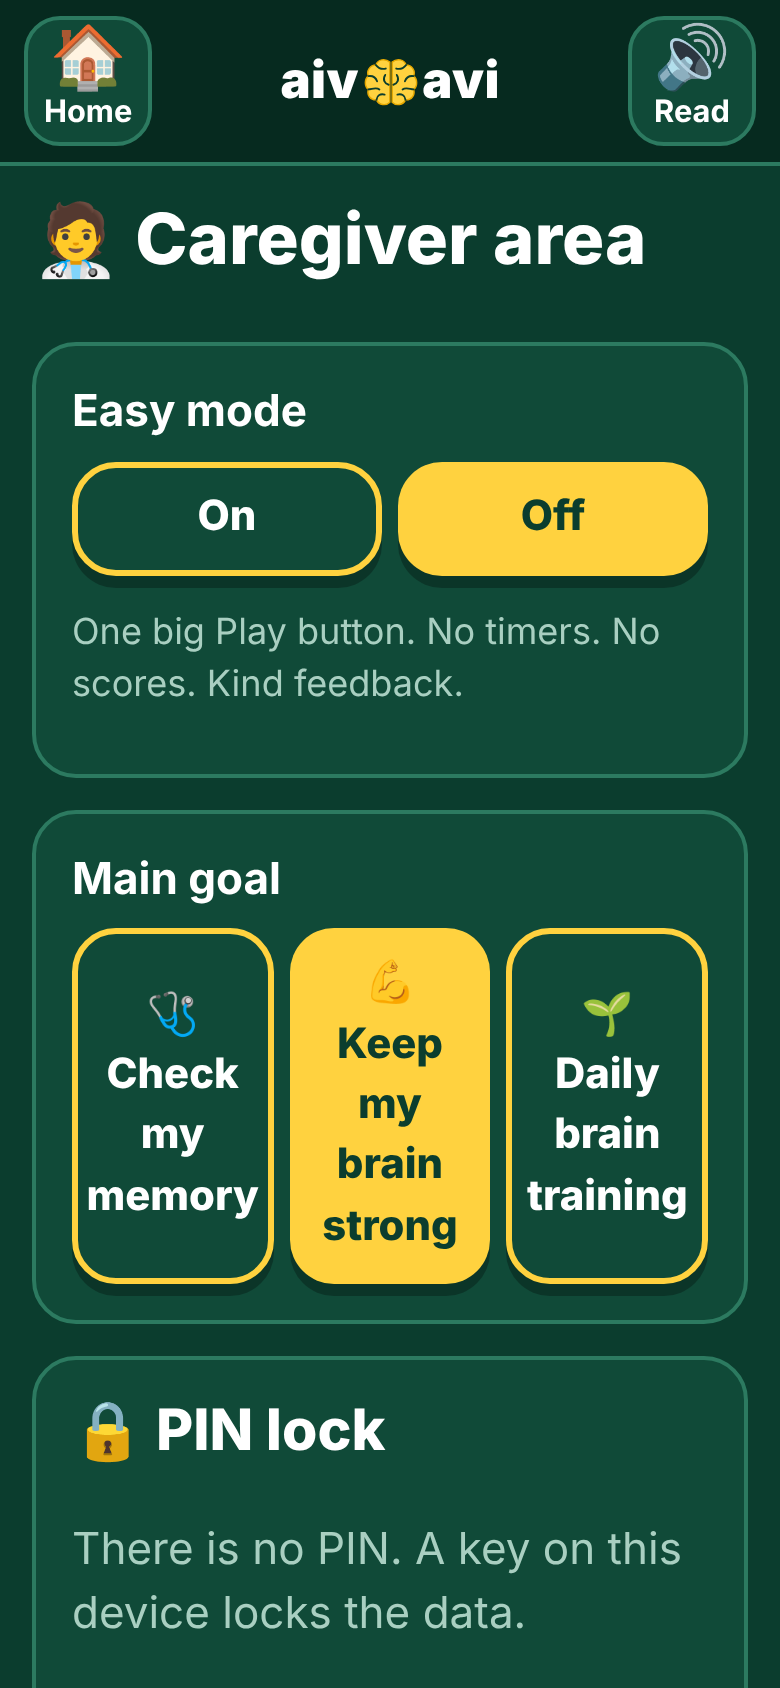 Home
aiv🧠avi
Read
Caregiver area
Easy mode
On
Off
One big Play button. No timers. No
scores. Kind feedback.
Main goal
Check
my
memory
Keep
my
brain
strong
Daily
brain
training
PIN lock
There is no PIN. A key on this
device locks the data.